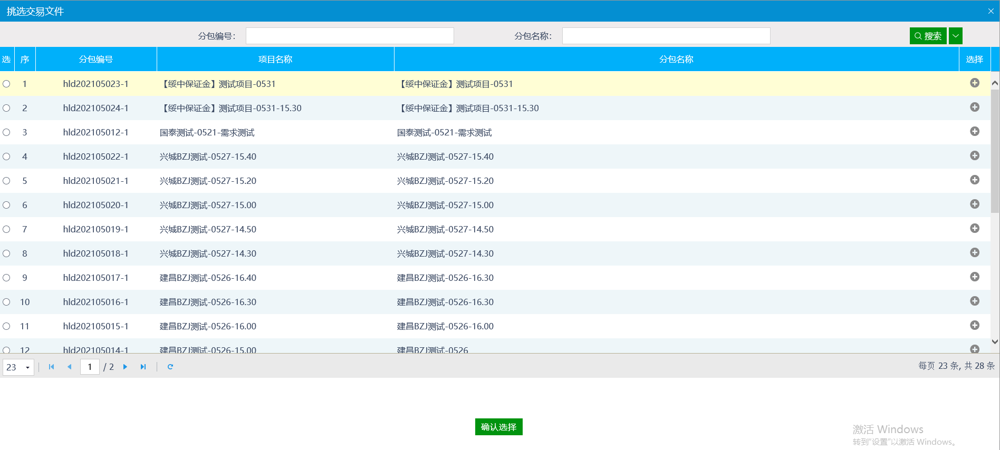 挑选交易文件
分包编号： 分包名称： 搜索
选 序 分包编号 项目名称 分包名称 选择
1 hld202105023-1 【绥中保证金】测试项目-0531 【绥中保证金】测试项目-0531
2 hld202105024-1 【绥中保证金】测试项目-0531-15.30 【绥中保证金】测试项目-0531-15.30
3 hld202105012-1 国泰测试-0521-需求测试 国泰测试-0521-需求测试
4 hld202105022-1 兴城BZJ测试-0527-15.40 兴城BZJ测试-0527-15.40
5 hld202105021-1 兴城BZJ测试-0527-15.20 兴城BZJ测试-0527-15.20
6 hld202105020-1 兴城BZJ测试-0527-15.00 兴城BZJ测试-0527-15.00
7 hld202105019-1 兴城BZJ测试-0527-14.50 兴城BZJ测试-0527-14.50
8 hld202105018-1 兴城BZJ测试-0527-14.30 兴城BZJ测试-0527-14.30
9 hld202105017-1 建昌BZJ测试-0526-16.40 建昌BZJ测试-0526-16.30
10 hld202105016-1 建昌BZJ测试-0526-16.30 建昌BZJ测试-0526-16.30
11 hld202105015-1 建昌BZJ测试-0526-16.00 建昌BZJ测试-0526-16.00
12 hld202105014-1 建昌BZJ测试-0526-15.00 建昌BZJ测试-0526
23 1 / 2 每页 23 条, 共 28 条
确认选择
激活 Windows
转到“设置”以激活 Windows。